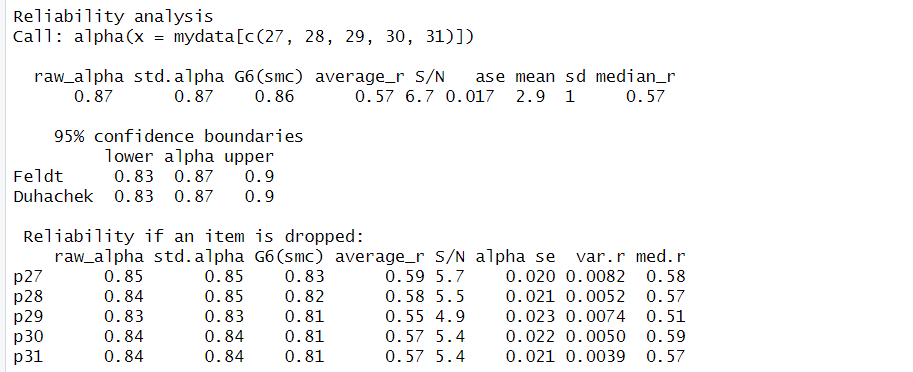 Reliability analysis
Call: alpha(x = mydata[c(27, 28, 29, 30, 31)])
raw_alpha std.alpha G6(smc) average_r S/N ase mean sd median_r
0.87 0.87 0.86 0.57 6.7 0.017 2.9 1 0.57
95% confidence boundaries
lower alpha upper
Feldt 0.83 0.87 0.9
Duhachek 0.83 0.87 0.9
Reliability if an item is dropped:
raw_alpha std.alpha G6(smc) average_r S/N alpha se var.r med.r
p27 0.85 0.85 0.83 0.59 5.7 0.020 0.0082 0.58
p28 0.84 0.85 0.82 0.58 5.5 0.021 0.0052 0.57
p29 0.83 0.83 0.81 0.55 4.9 0.023 0.0074 0.51
p30 0.84 0.84 0.81 0.57 5.4 0.022 0.0050 0.59
p31 0.84 0.84 0.81 0.57 5.4 0.021 0.0039 0.57